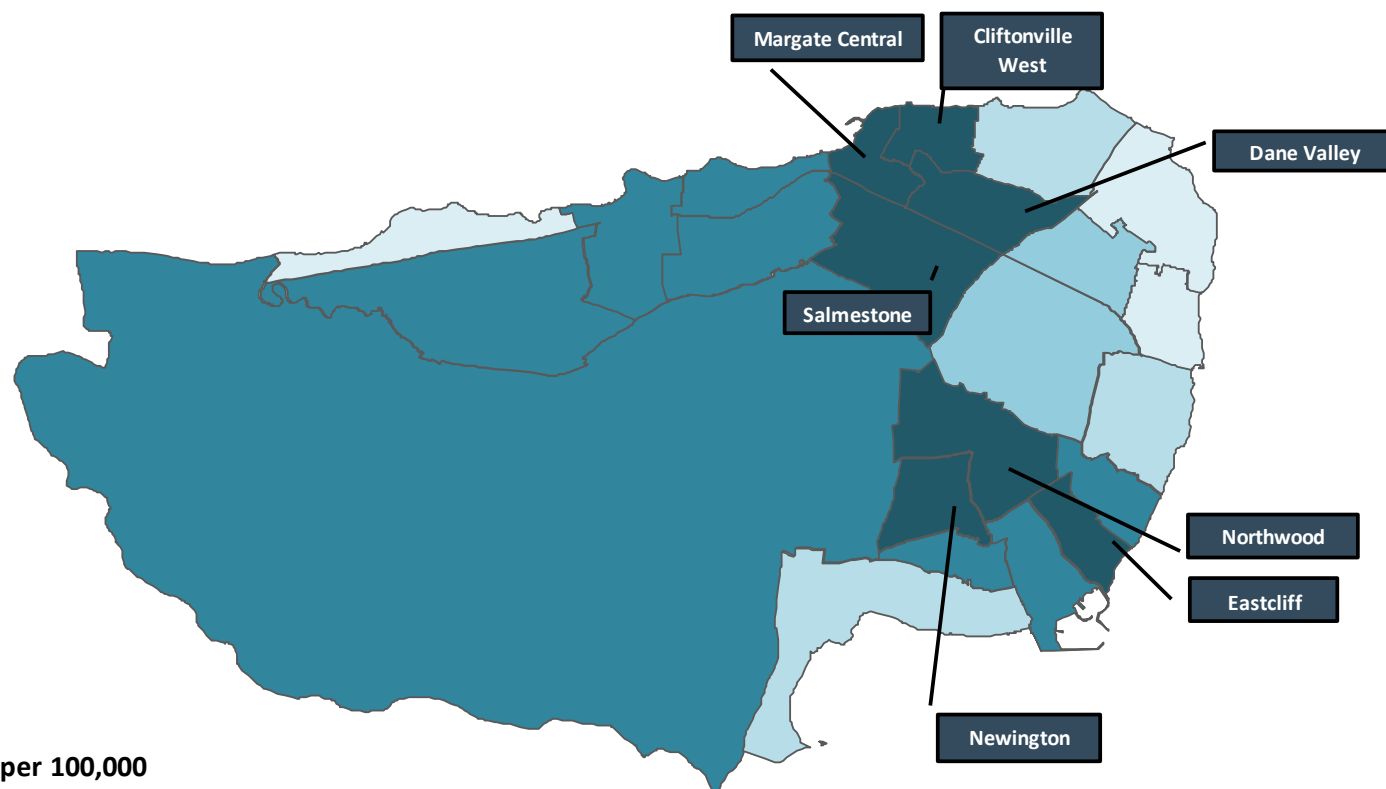 Margate Central
Cliftonville
West
Dane Valley
Salmestone
Northwood
Eastcliff
Newington
per 100,000